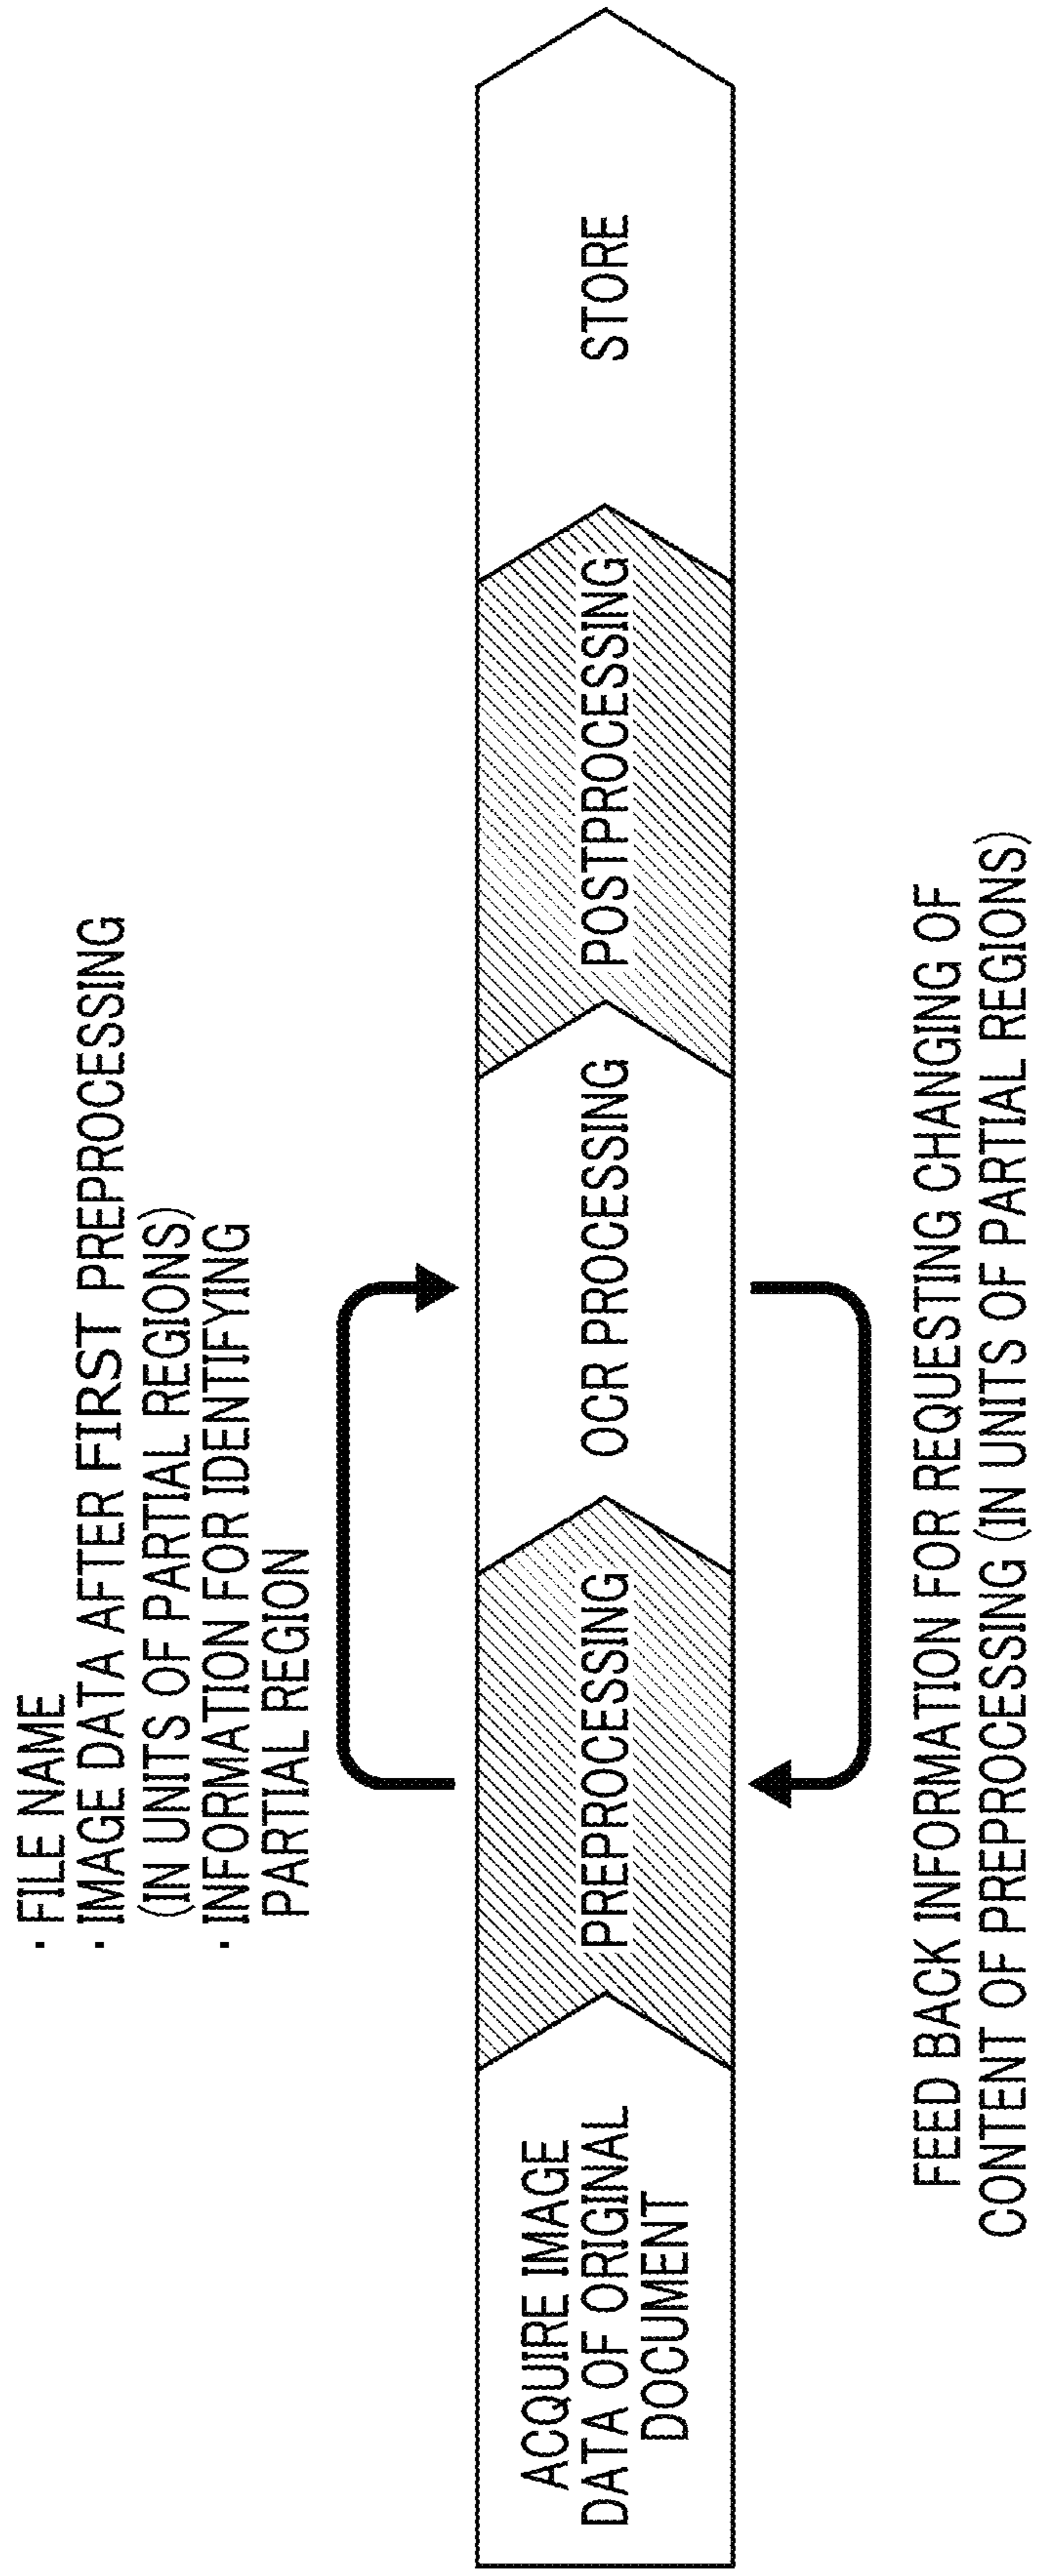 · FILE NAME
· IMAGE DATA AFTER FIRST PREPROCESSING
(IN UNITS OF PARTIAL REGIONS)
· INFORMATION FOR IDENTIFYING
PARTIAL REGION
ACQUIRE IMAGE
DATA OF ORIGINAL
DOCUMENT
PREPROCESSING
OCR PROCESSING
POSTPROCESSING
STORE
FEED BACK INFORMATION FOR REQUESTING CHANGING OF
CONTENT OF PREPROCESSING (IN UNITS OF PARTIAL REGIONS)